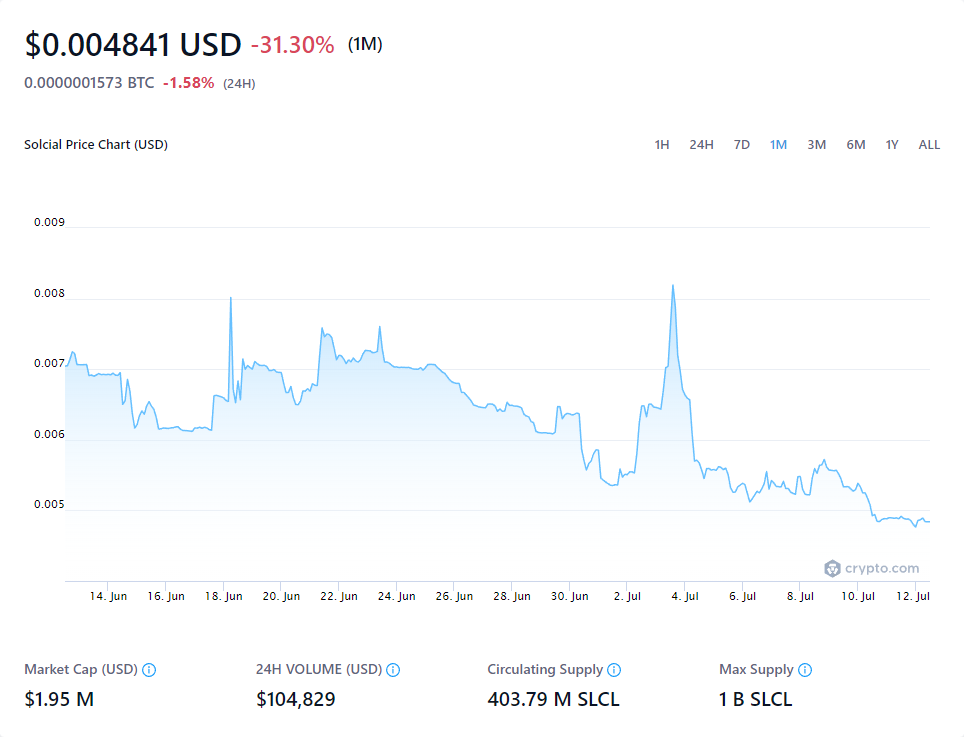 $0.004841 USD -31.30% (1M)
0.0000001573 BTC -1.58% (24H)
Solcial Price Chart (USD) 1H 24H 7D 1M 3M 6M 1Y ALL
0.009
0.008
0.007
0.006
0.005
crypto.com
14. Jun 16. Jun 18. Jun 20. Jun 22. Jun 24. Jun 26. Jun 28. Jun 30. Jun 2. Jul 4. Jul 6. Jul 8. Jul 10. Jul 12. Jul
Market Cap (USD) 24H VOLUME (USD) Circulating Supply Max Supply
$1.95 M $104,829 403.79 M SLCL 1 B SLCL